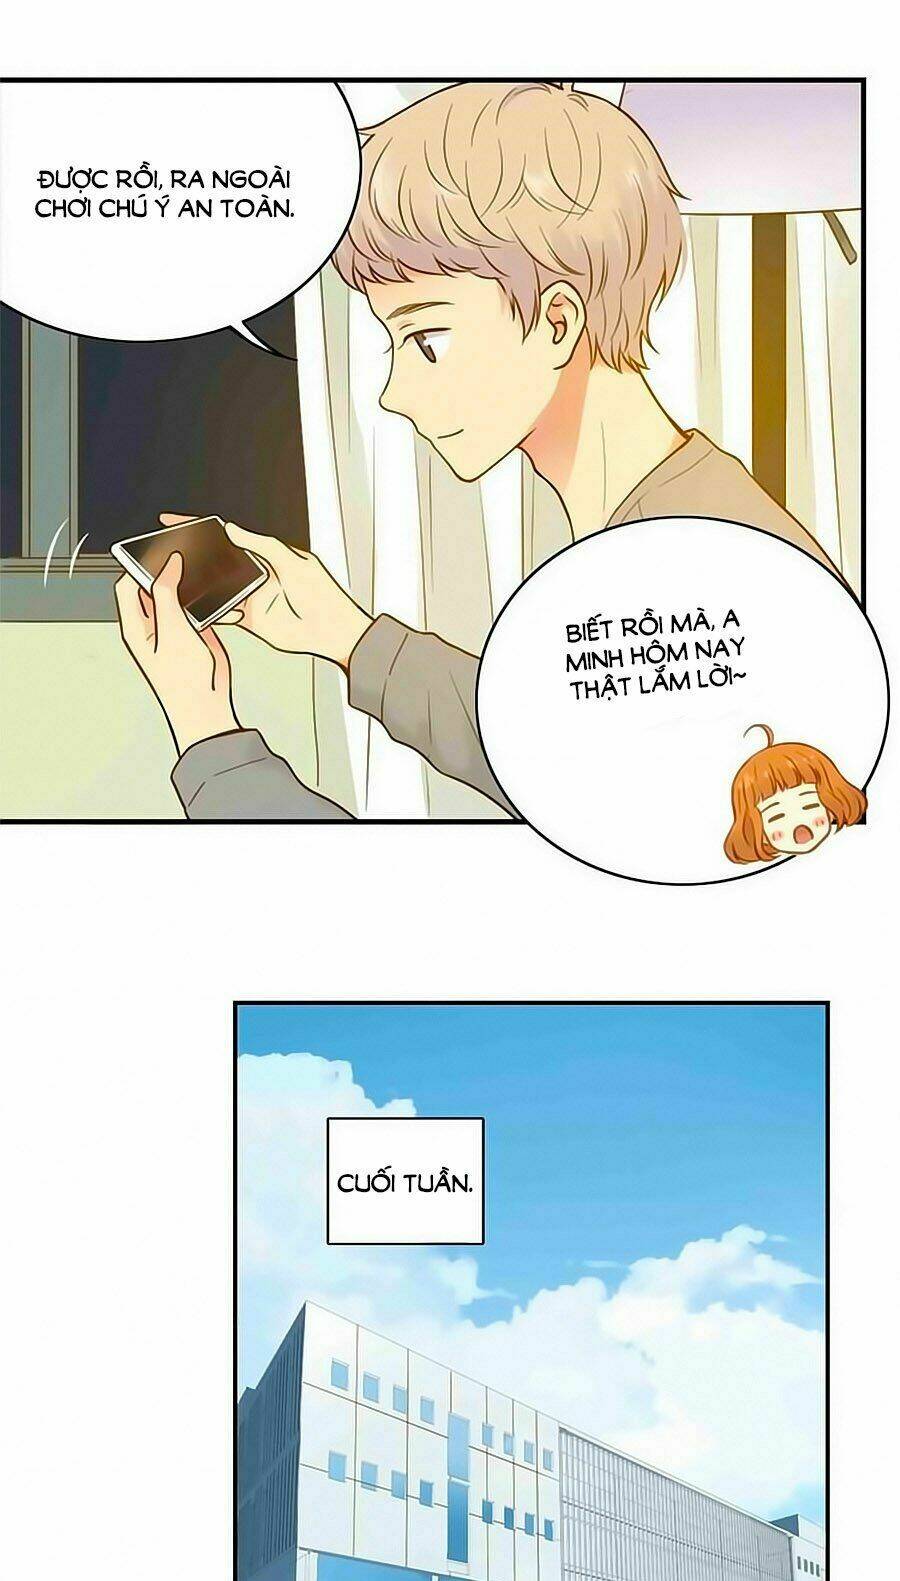 ĐƯỢC RỒI, RA NGOÀI
CHƠI CHÚ Ý AN TOÀN.
BIẾT RỒI MÀ, A
MINH HÔM NAY
THẬT LẮM LỜI~
CUỐI TUẦN.